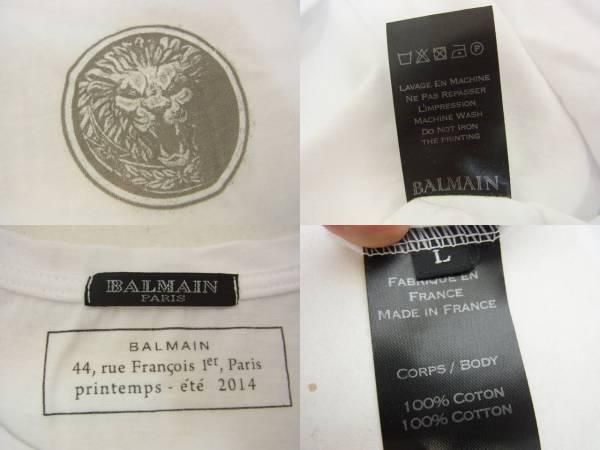 LAVAGE EN MACHINE
NE PAS REPASSER
L'IMPRESSION
MACHINE WASH
DO NOT IRON
THE PRINTING
BALMAIN
BALMAIN
PARIS
BALMAIN
44, rue François 1er, Paris
printemps - été 2014
L
FABRIQUÉ EN
FRANCE
MADE IN FRANCE
CORPS / BODY
100% COTON
100% COTTON